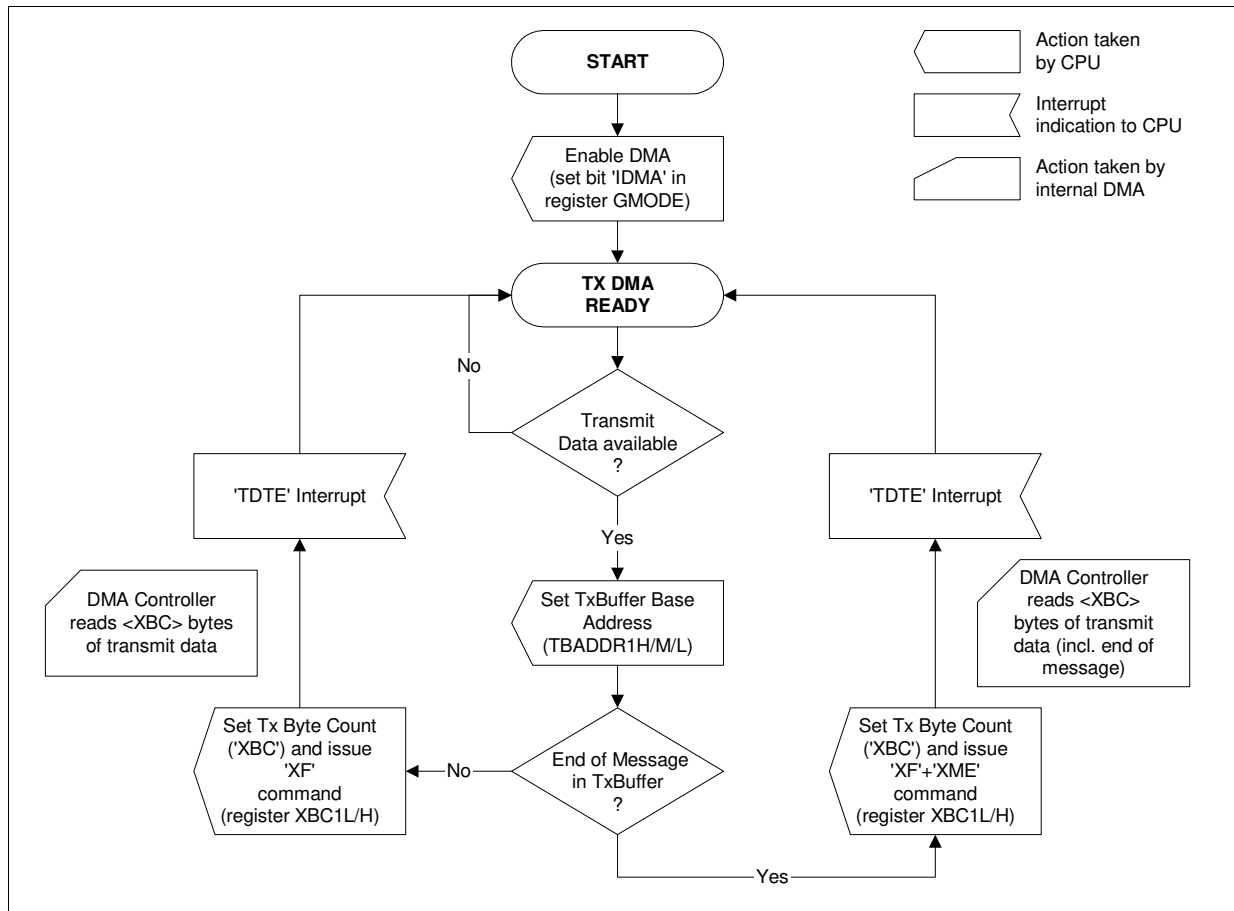 START
Action taken
by CPU
Interrupt
indication to CPU
Action taken by
internal DMA
Enable DMA
(set bit 'IDMA' in
register GMODE)
TX DMA
READY
No
Transmit
Data available
?
'TDTE' Interrupt
'TDTE' Interrupt
Yes
DMA Controller
reads <XBC> bytes
of transmit data
Set TxBuffer Base
Address
(TBADDR1H/M/L)
DMA Controller
reads <XBC>
bytes of transmit
data (incl. end of
message)
Set Tx Byte Count
('XBC') and issue
'XF'
command
(register XBC1L/H)
No
End of Message
in TxBuffer
?
Set Tx Byte Count
('XBC') and issue
'XF'+'XME'
command
(register XBC1L/H)
Yes